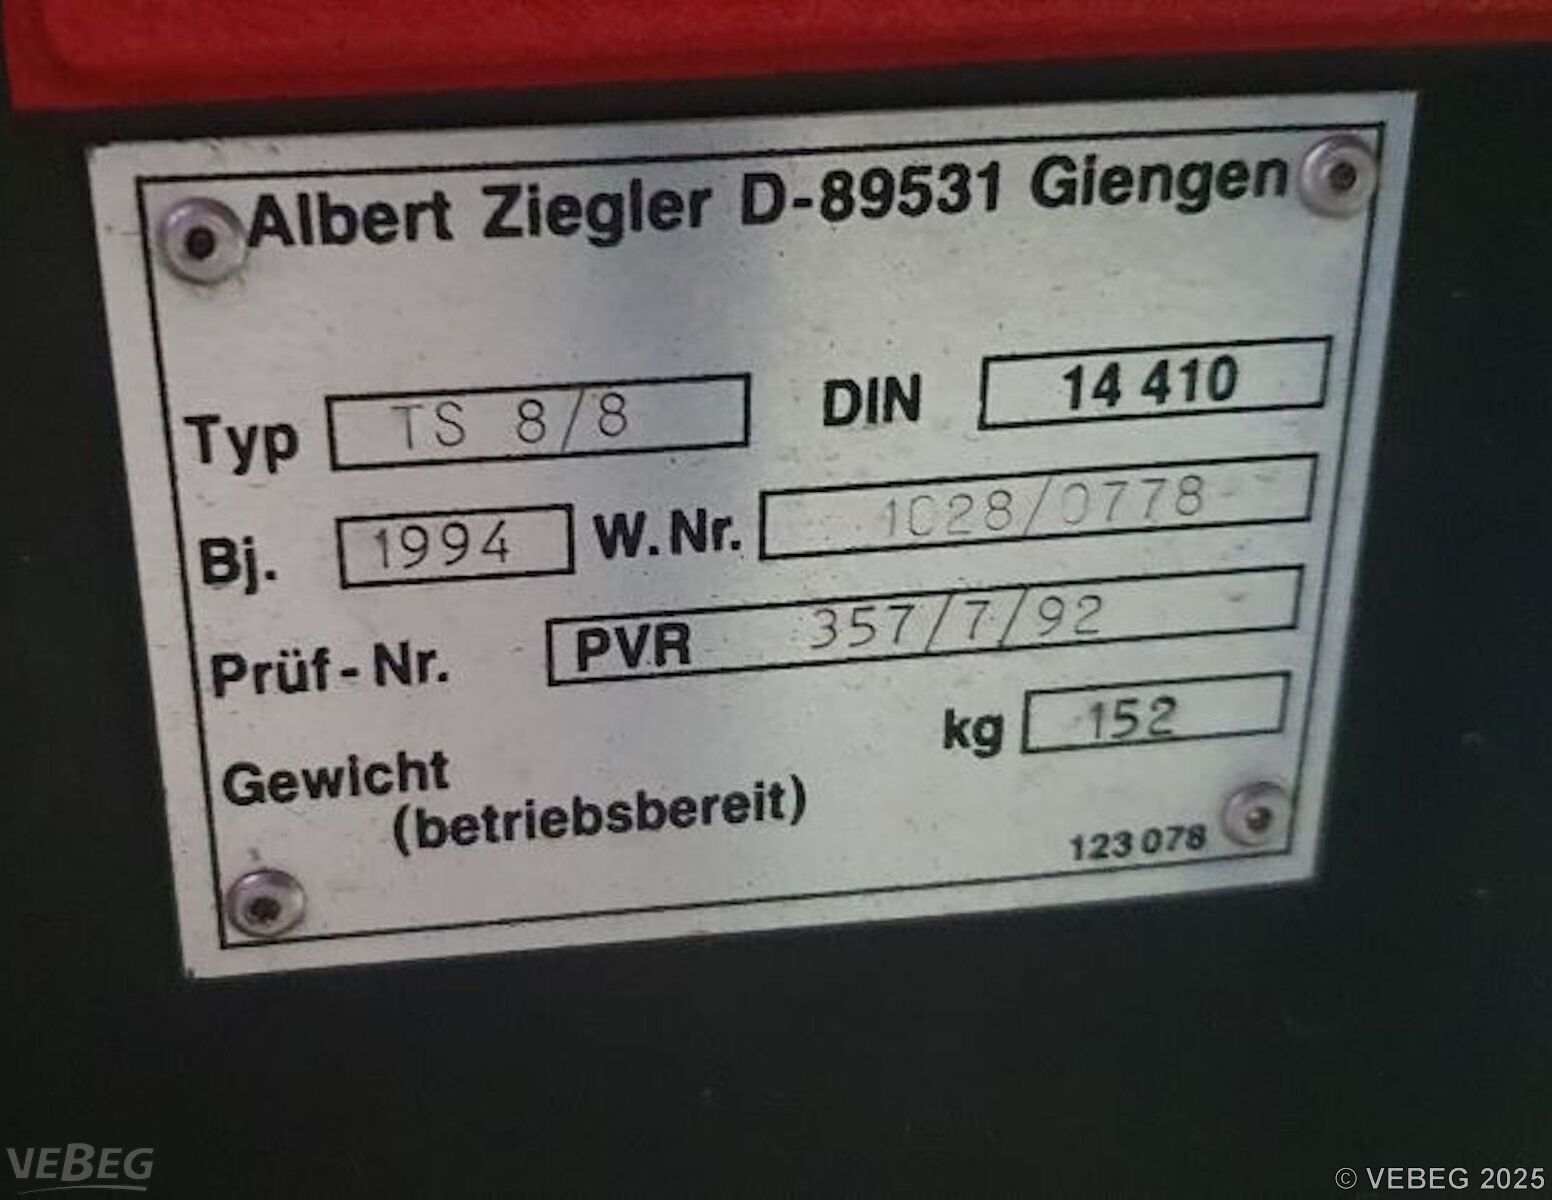 Albert Ziegler D-89531 Giengen
Typ TS 8/8 DIN 14 410
Bj. 1994 W.Nr. 1028/0778
Prüf-Nr. PVR 357/7/92
Gewicht kg 152
(betriebsbereit)
123 078
VEBEG
© VEBEG 2025